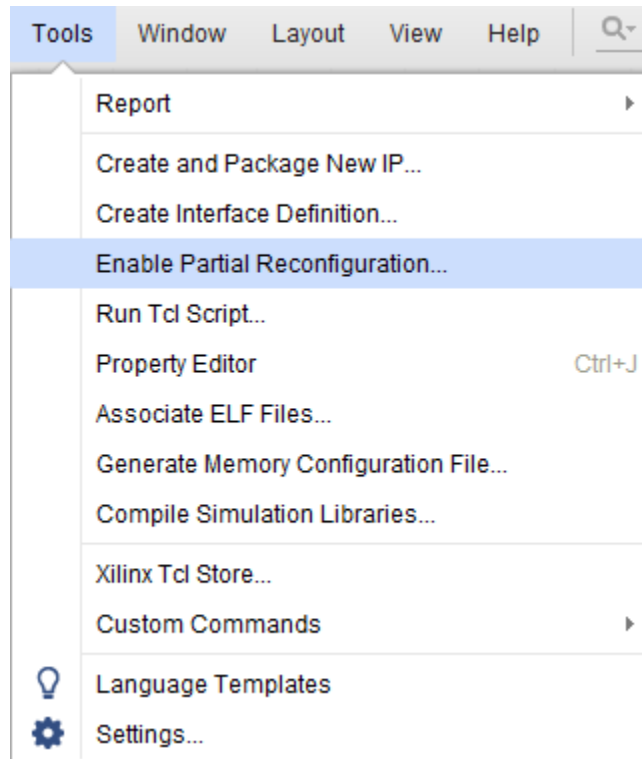 Tools Window Layout View Help
Report
Create and Package New IP...
Create Interface Definition...
Enable Partial Reconfiguration...
Run Tcl Script...
Property Editor Ctrl+J
Associate ELF Files...
Generate Memory Configuration File...
Compile Simulation Libraries...
Xilinx Tcl Store...
Custom Commands
Language Templates
Settings...